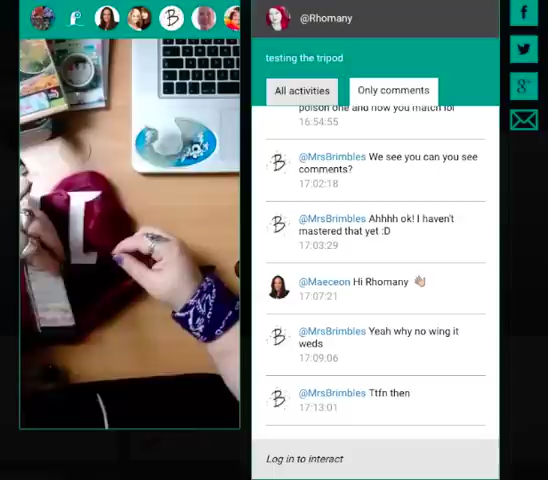 @Rhomany
testing the tripod
All activities
Only comments
poison one and now you match lol
16:54:55
@MrsBrimbles We see you can you see
comments?
17:02:18
@MrsBrimbles Ahhhh ok! I haven't
mastered that yet :D
17:03:29
@Maeceon Hi Rhomany 👋🏼
17:07:21
@MrsBrimbles Yeah why no wing it
weds
17:09:06
@MrsBrimbles Ttfn then
17:13:01
Log in to interact